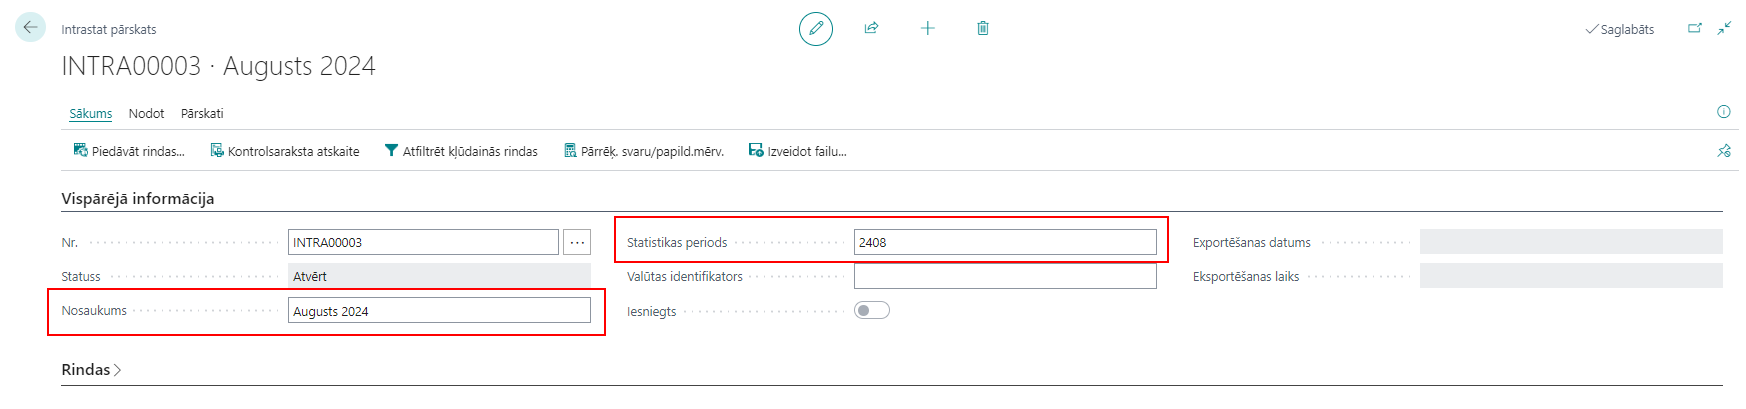 Intrastat pārskats
Saglabāts
INTRA00003 · Augusts 2024
Sākums Nodot Pārskati
Piedāvāt rindas... Kontrolsaraksta atskaite Atfiltrēt kļūdainās rindas Pārrēķ. svaru/papild.mērv. Izveidot failu...
Vispārējā informācija
Nr. INTRA00003 ... Statistikas periods 2408 Exportēšanas datums
Statuss Atvērt Valūtas identifikators Eksportēšanas laiks
Nosaukums Augusts 2024 Iesniegts
Rindas